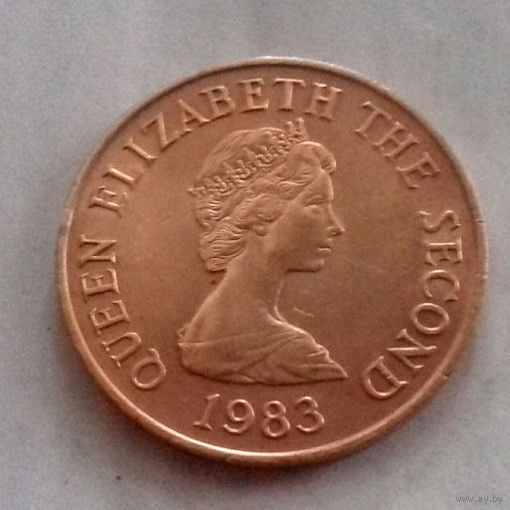 QUEEN ELIZABETH THE SECOND
1983
www.ay.by